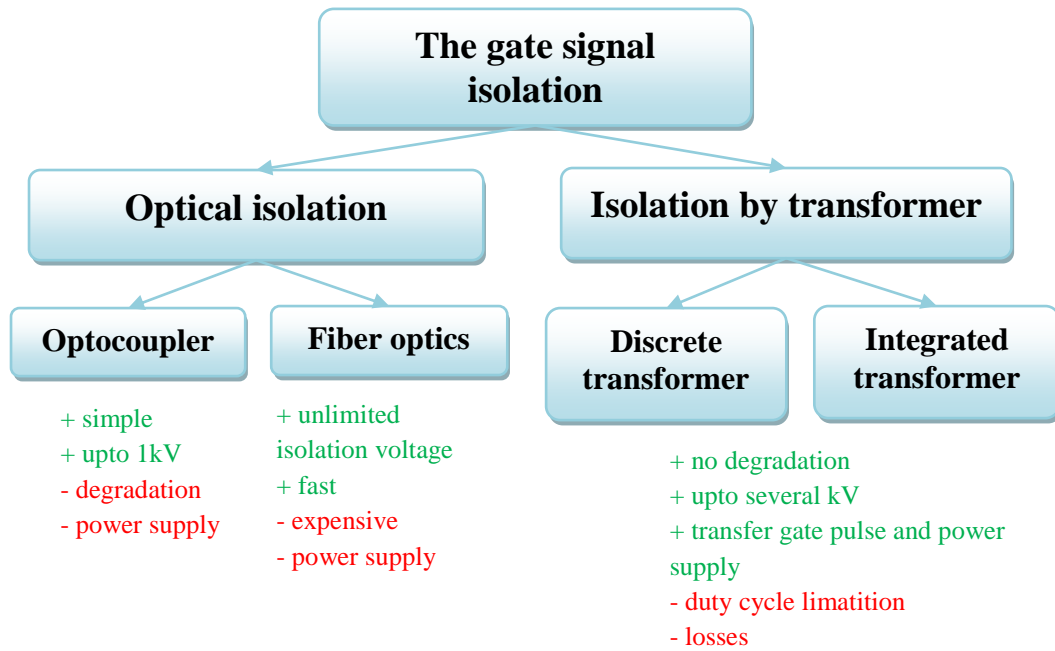 The gate signal
isolation
Optical isolation
Isolation by transformer
Optocoupler
Fiber optics
Discrete
transformer
Integrated
transformer
+ simple
+ upto 1kV
- degradation
- power supply
+ unlimited
isolation voltage
+ fast
- expensive
- power supply
+ no degradation
+ upto several kV
+ transfer gate pulse and power
supply
- duty cycle limatition
- losses